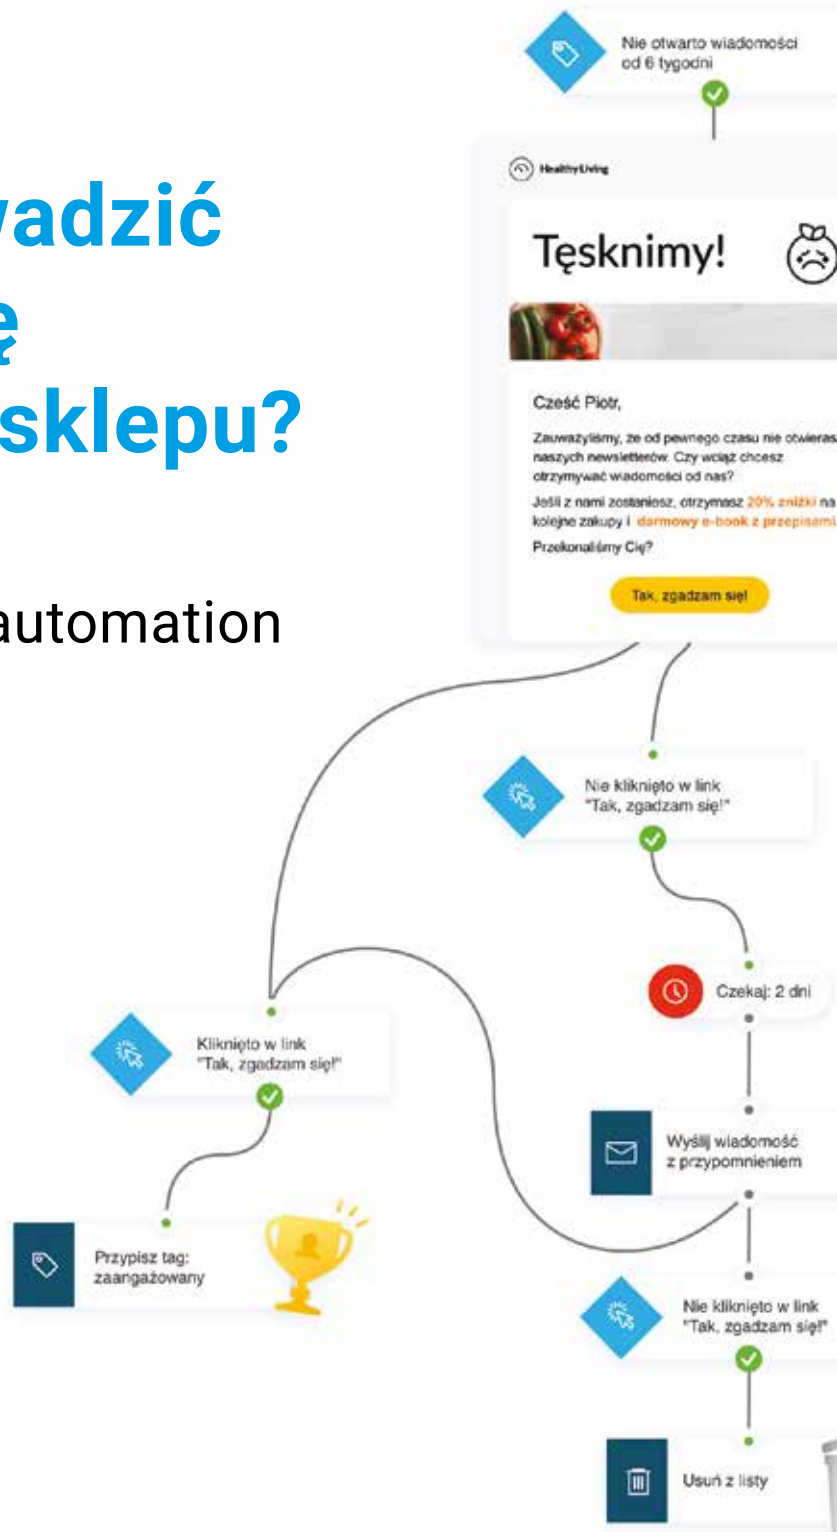 wadzić
ę
sklepu?
automation
Nie otwarto wiadomości
od 6 tygodni
HealthyLiving
Tęsknimy!
Cześć Piotr,
Zauważyliśmy, że od pewnego czasu nie otwieras
naszych newsletterów. Czy wciąż chcesz
otrzymywać wiadomości od nas?
Jeśli z nami zostaniesz, otrzymasz 20% zniżki na
kolejne zakupy i darmowy e-book z przepisami.
Przekonaliśmy Cię?
Tak, zgadzam się!
Nie kliknięto w link
"Tak, zgadzam się!"
Czekaj: 2 dni
Kliknięto w link
"Tak, zgadzam się!"
Wyślij wiadomość
z przypomnieniem
Przypisz tag:
zaangażowany
Nie kliknięto w link
"Tak, zgadzam się!"
Usuń z listy